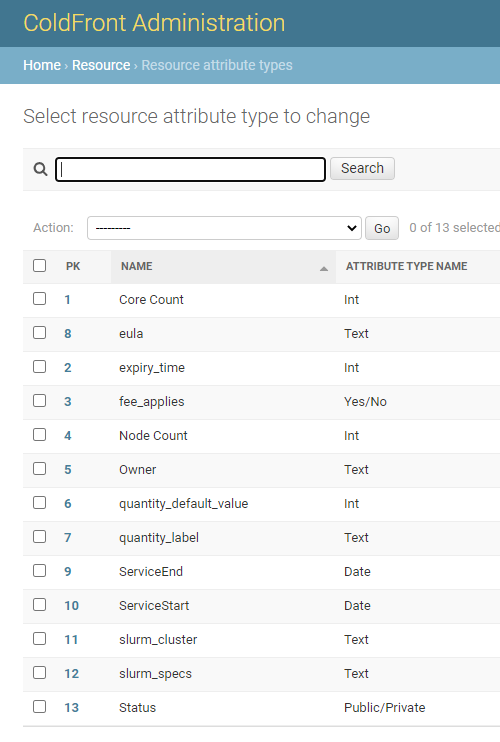 ColdFront Administration
Home › Resource › Resource attribute types
Select resource attribute type to change
Search
Action: --------- Go 0 of 13 selected
PK NAME ATTRIBUTE TYPE NAME
1 Core Count Int
8 eula Text
2 expiry_time Int
3 fee_applies Yes/No
4 Node Count Int
5 Owner Text
6 quantity_default_value Int
7 quantity_label Text
9 ServiceEnd Date
10 ServiceStart Date
11 slurm_cluster Text
12 slurm_specs Text
13 Status Public/Private